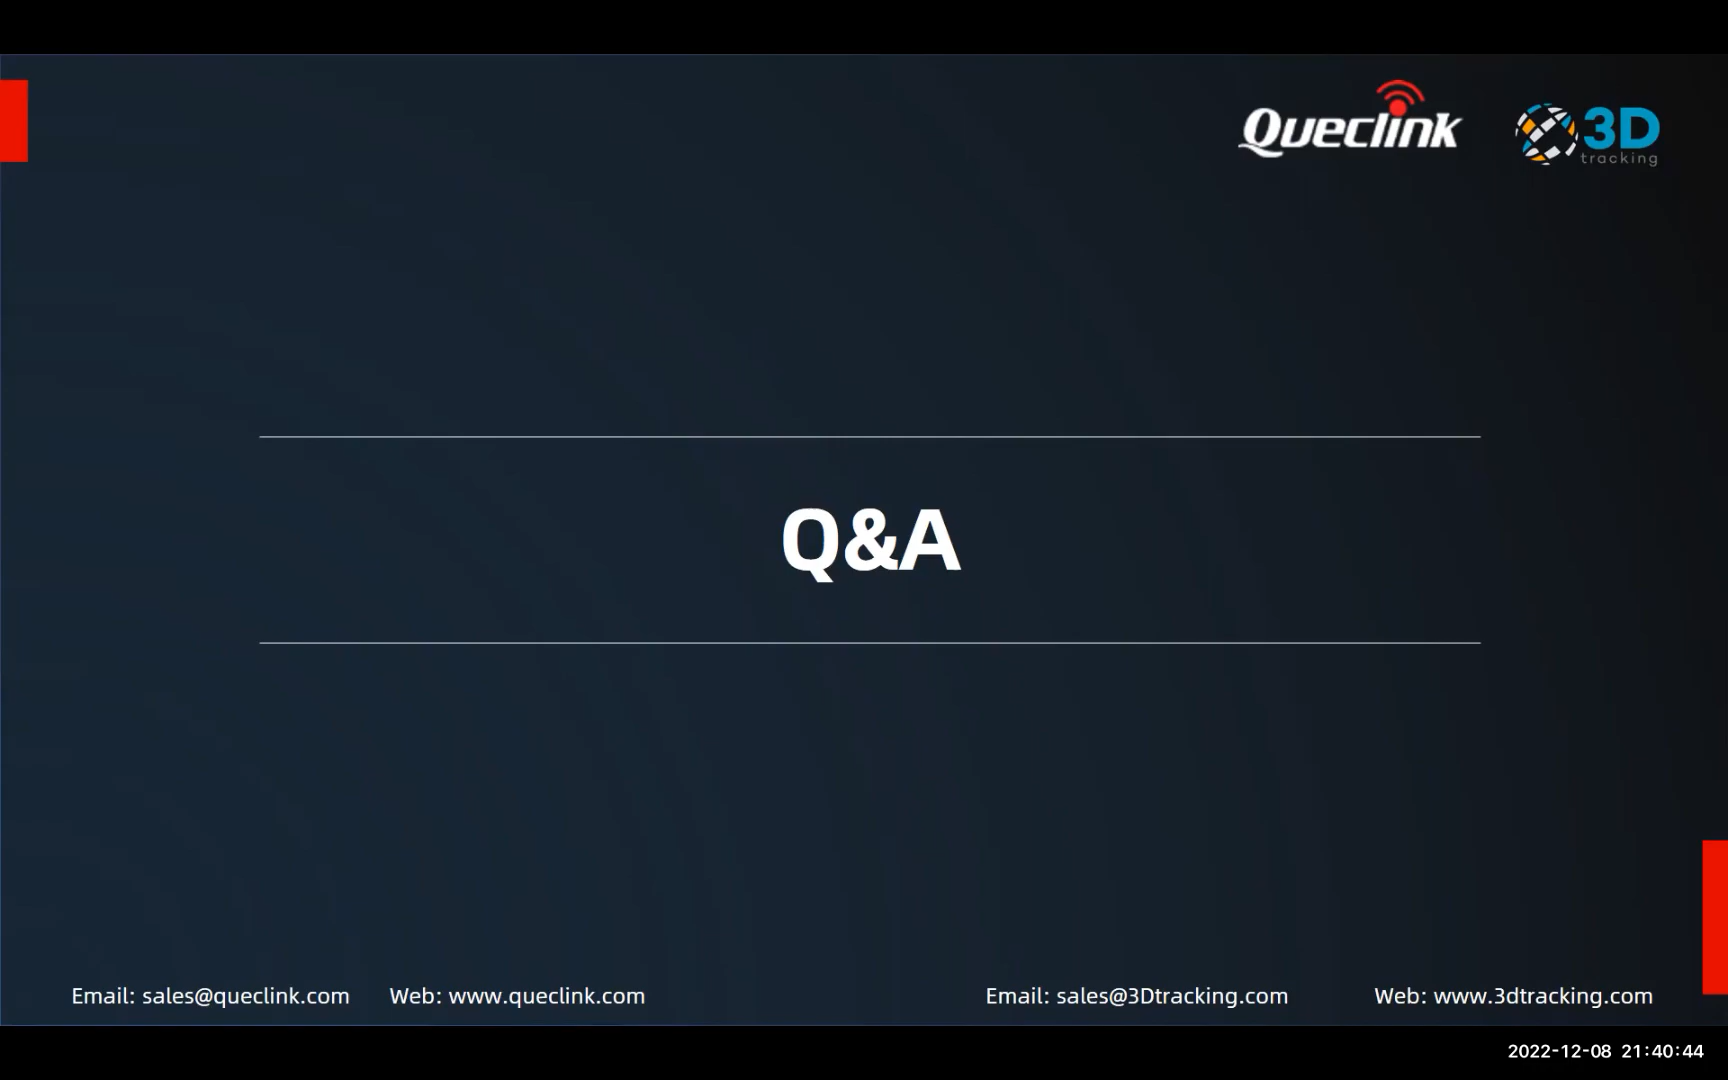 Queclink
3D
tracking
Q&A
Email: sales@queclink.com Web: www.queclink.com Email: sales@3Dtracking.com Web: www.3dtracking.com
2022-12-08 21:40:44